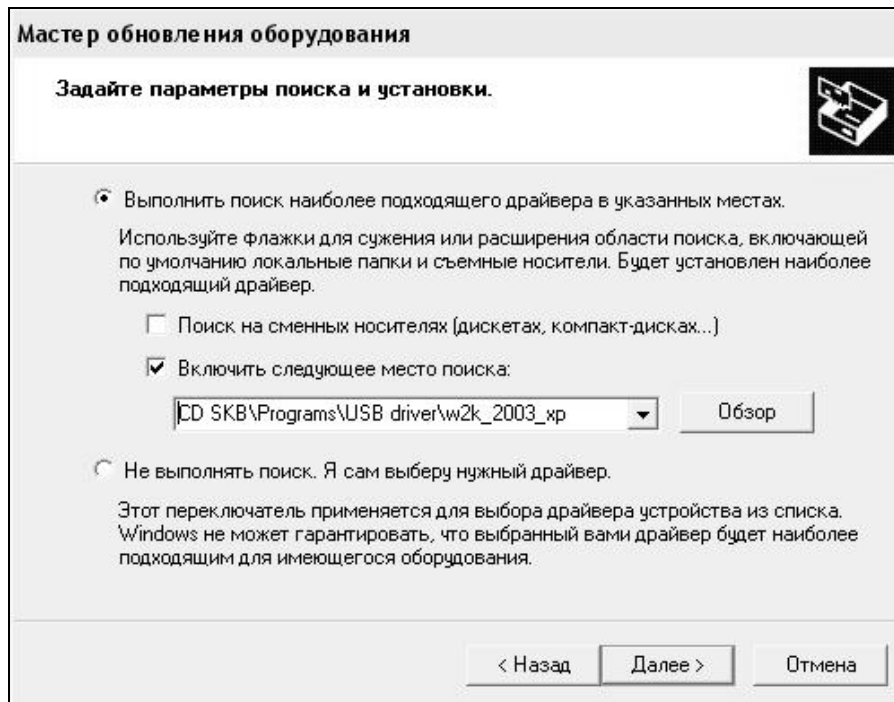 Мастер обновления оборудования
Задайте параметры поиска и установки.
Выполнить поиск наиболее подходящего драйвера в указанных местах.
Используйте флажки для сужения или расширения области поиска, включающей
по умолчанию локальные папки и съемные носители. Будет установлен наиболее
подходящий драйвер.
Поиск на сменных носителях (дискетах, компакт-дисках...)
Включить следующее место поиска:
CD SKB\Programs\USB driver\w2k_2003_xp
Обзор
Не выполнять поиск. Я сам выберу нужный драйвер.
Этот переключатель применяется для выбора драйвера устройства из списка.
Windows не может гарантировать, что выбранный вами драйвер будет наиболее
подходящим для имеющегося оборудования.
< Назад
Далее >
Отмена